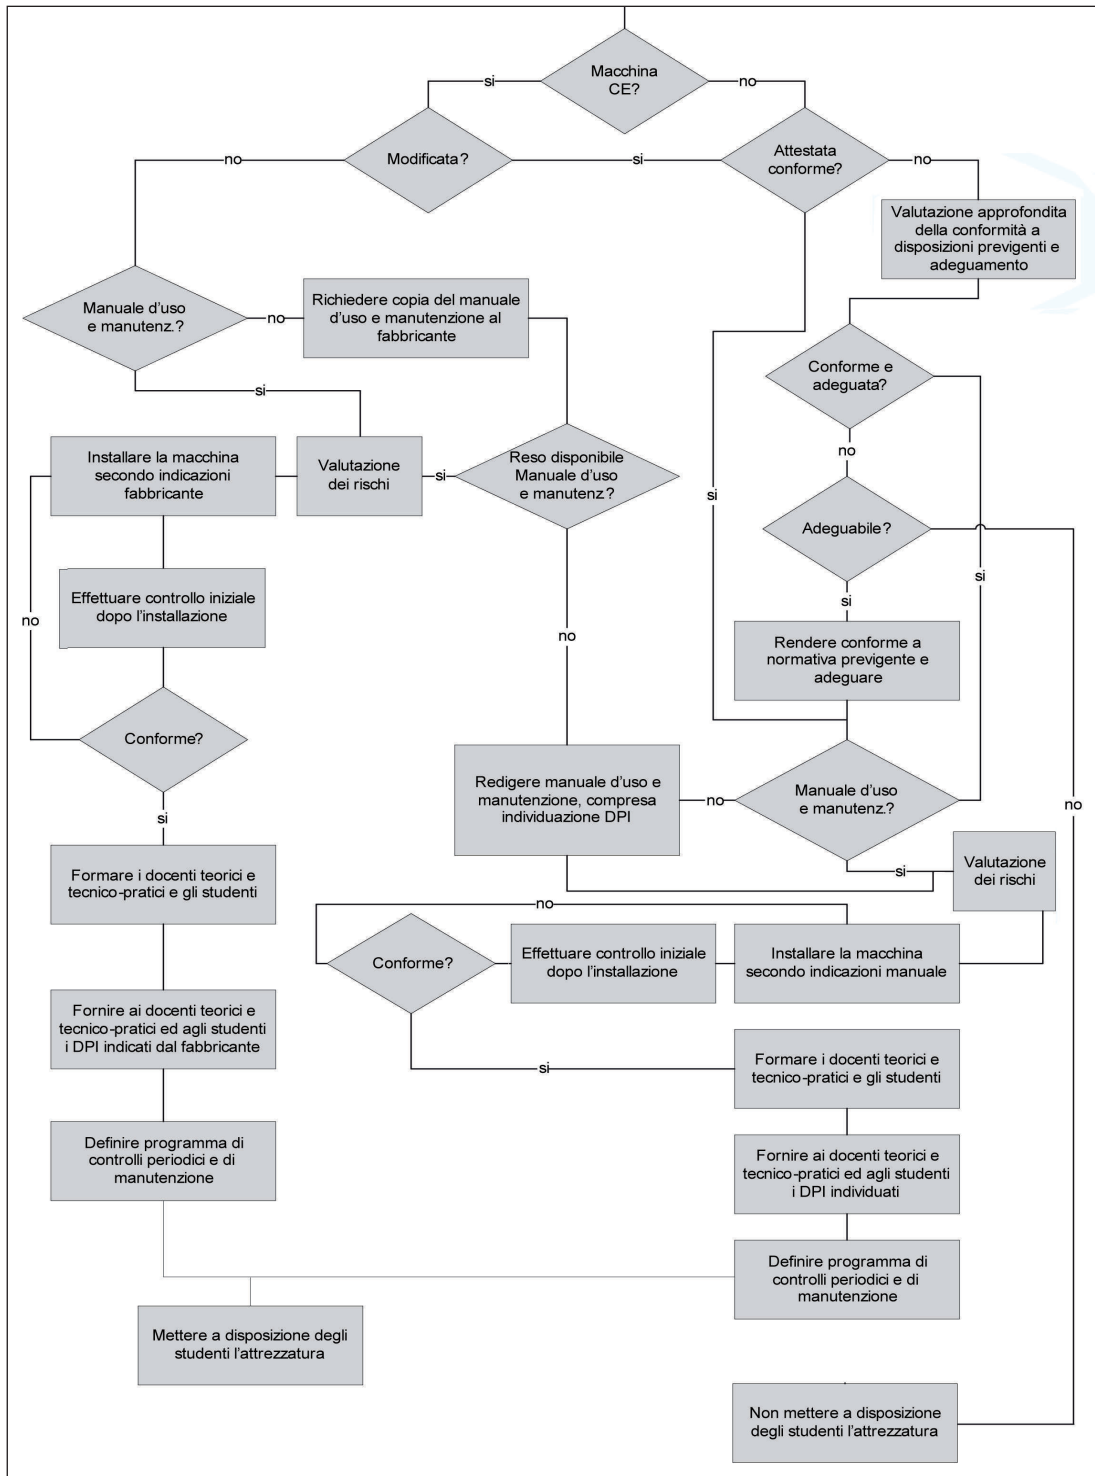 Macchina
CE?
si
no
Modificata?
no
si
Attestata
conforme?
no
Valutazione approfondita
della conformità a
disposizioni previgenti e
adeguamento
Manuale d'uso
e manutenz.?
no
Richiedere copia del manuale
d'uso e manutenzione al
fabbricante
si
Conforme e
adeguata?
no
si
Installare la macchina
secondo indicazioni
fabbricante
Valutazione
dei rischi
si
Reso disponibile
Manuale d'uso
e manutenz.?
si
Adeguabile?
si
Effettuare controllo iniziale
dopo l'installazione
no
no
Rendere conforme a
normativa previgente e
adeguare
Conforme?
si
Redigere manuale d'uso e
manutenzione, compresa
individuazione DPI
no
Manuale d'uso
e manutenz.?
no
si
Valutazione
dei rischi
Formare i docenti teorici e
tecnico-pratici e gli studenti
no
Conforme?
Effettuare controllo iniziale
dopo l'installazione
Installare la macchina
secondo indicazioni manuale
Fornire ai docenti teorici e
tecnico-pratici ed agli studenti
i DPI indicati dal fabbricante
si
Formare i docenti teorici e
tecnico-pratici e gli studenti
Definire programma di
controlli periodici e di
manutenzione
Fornire ai docenti teorici e
tecnico-pratici ed agli studenti
i DPI individuati
Definire programma di
controlli periodici e di
manutenzione
Mettere a disposizione degli
studenti l'attrezzatura
Non mettere a disposizione
degli studenti l'attrezzatura